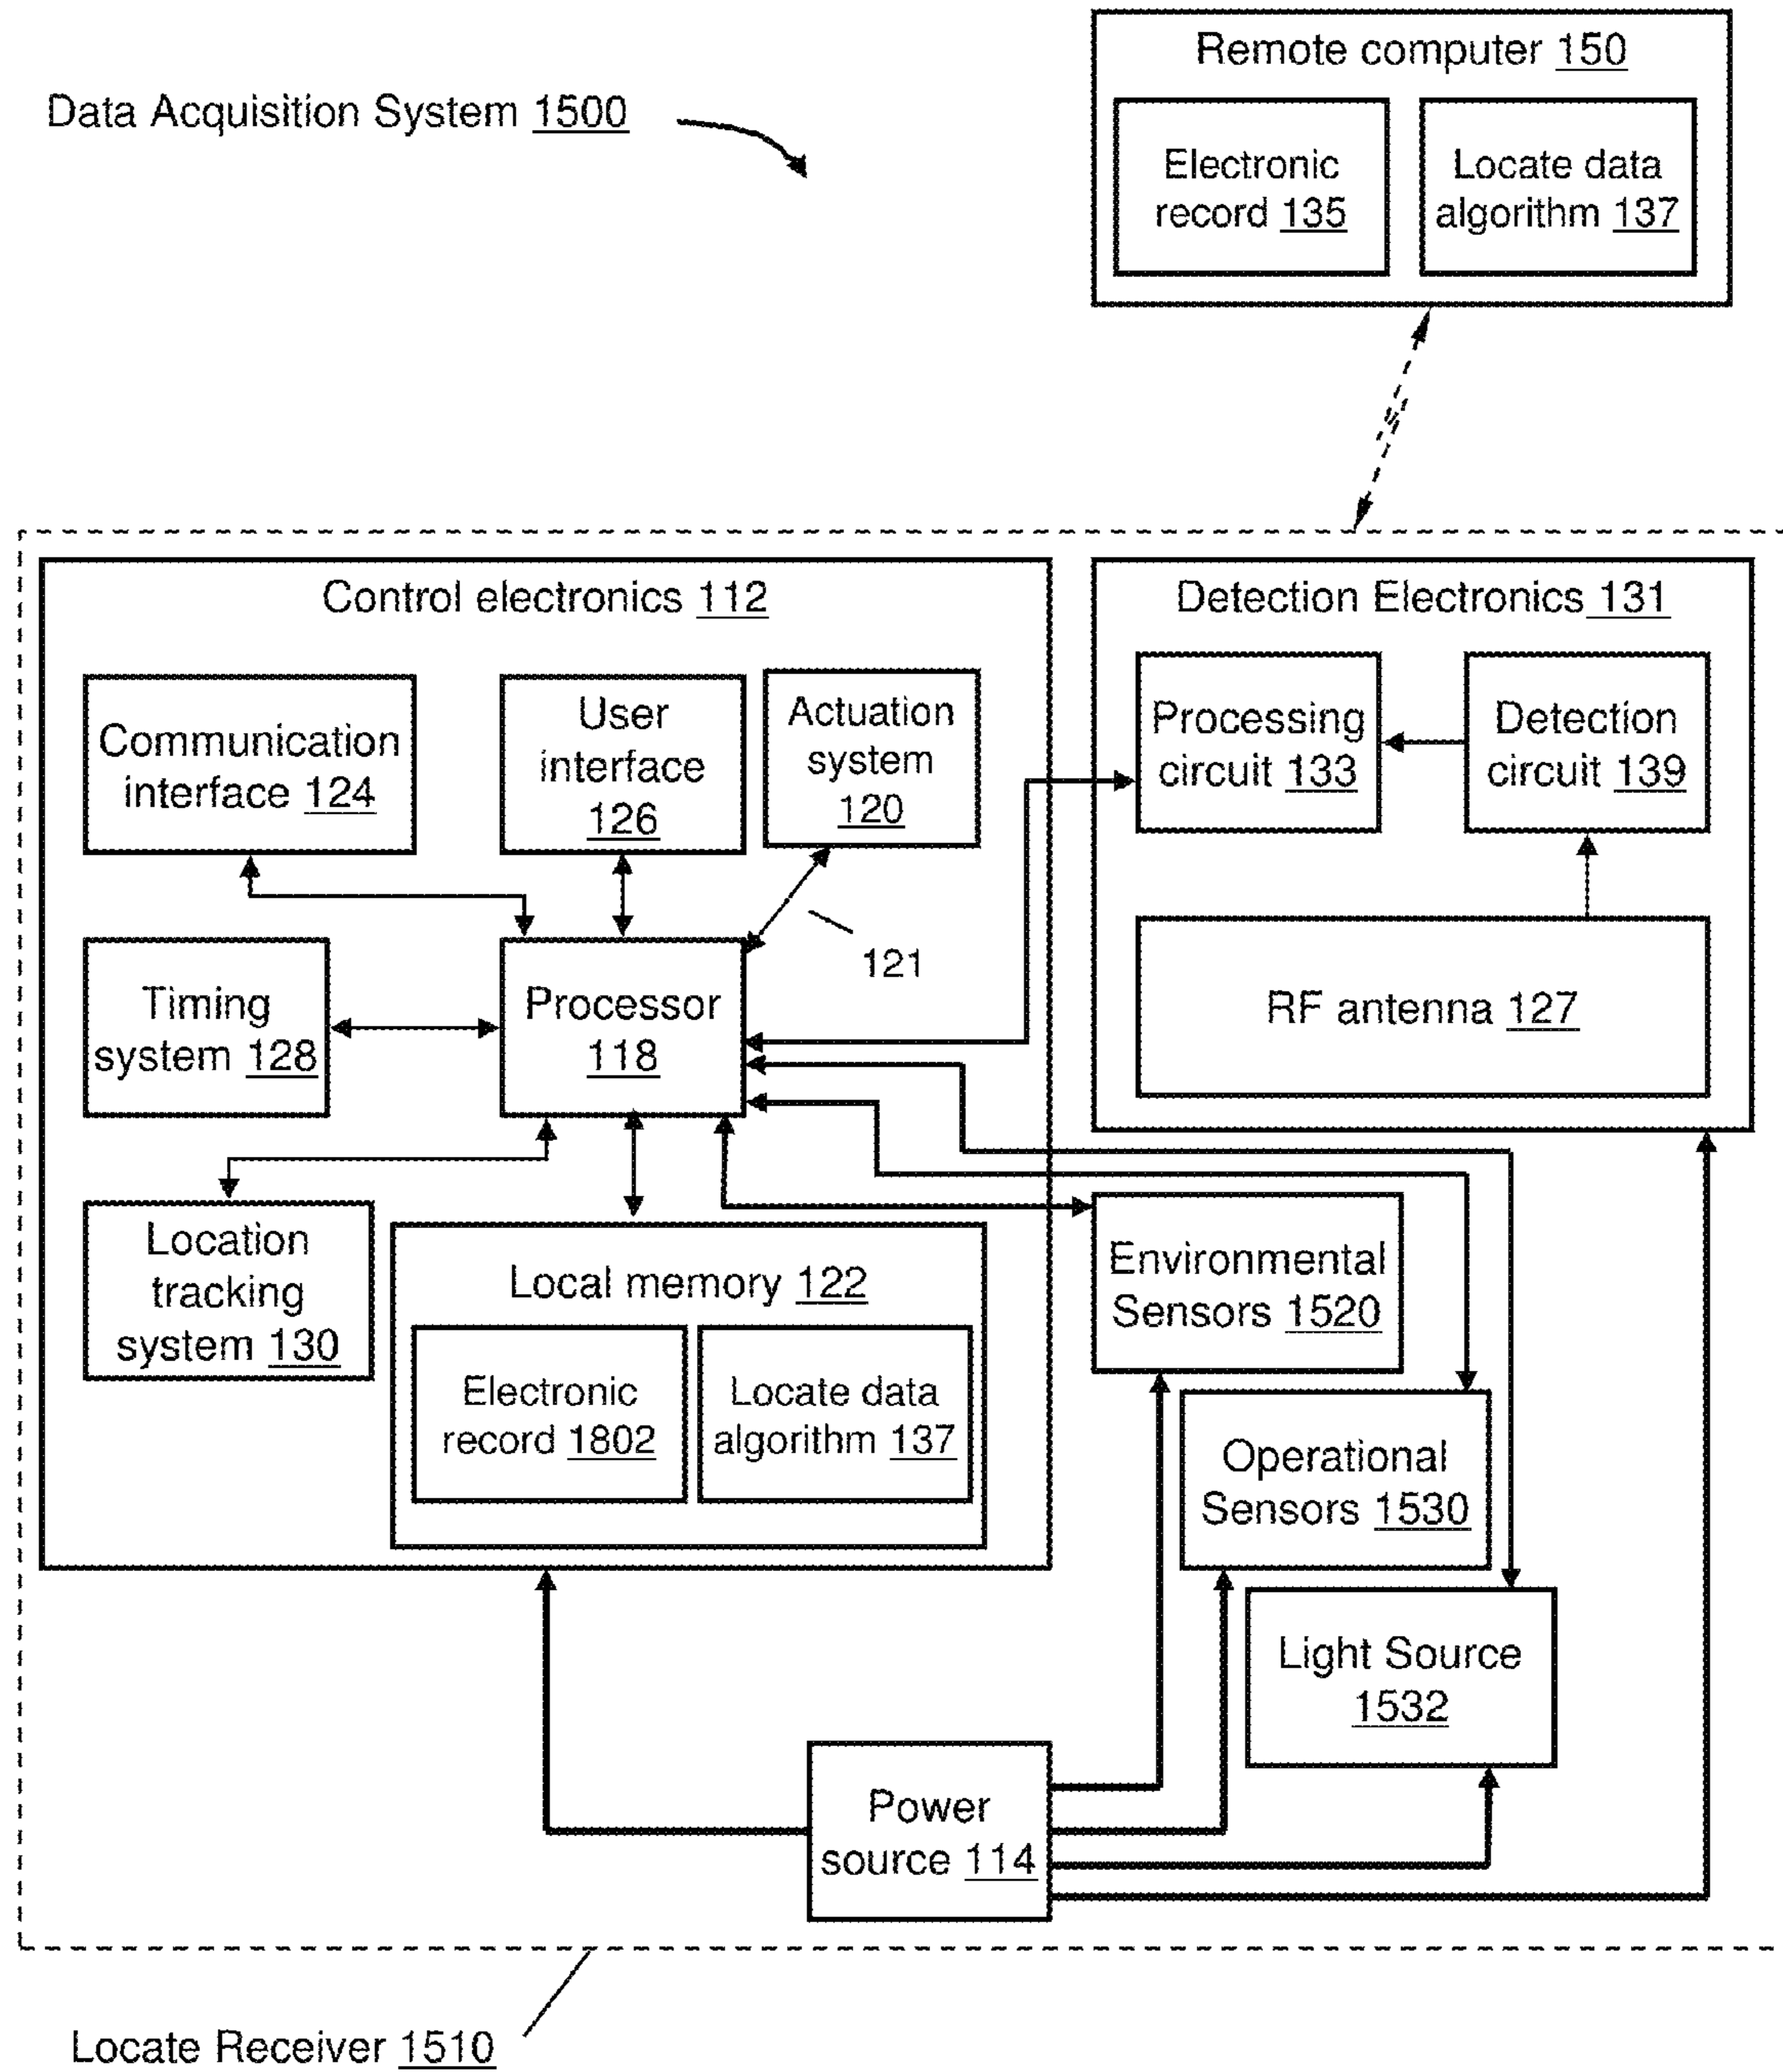 Remote computer 150
Data Acquisition System 1500
Electronic
record 135
Locate data
algorithm 137
Control electronics 112
Detection Electronics 131
Communication
interface 124
User
interface
126
Actuation
system
120
Processing
circuit 133
Detection
circuit 139
121
Timing
system 128
Processor
118
RF antenna 127
Location
tracking
system 130
Local memory 122
Electronic
record 1802
Locate data
algorithm 137
Environmental
Sensors 1520
Operational
Sensors 1530
Light Source
1532
Power
source 114
Locate Receiver 1510